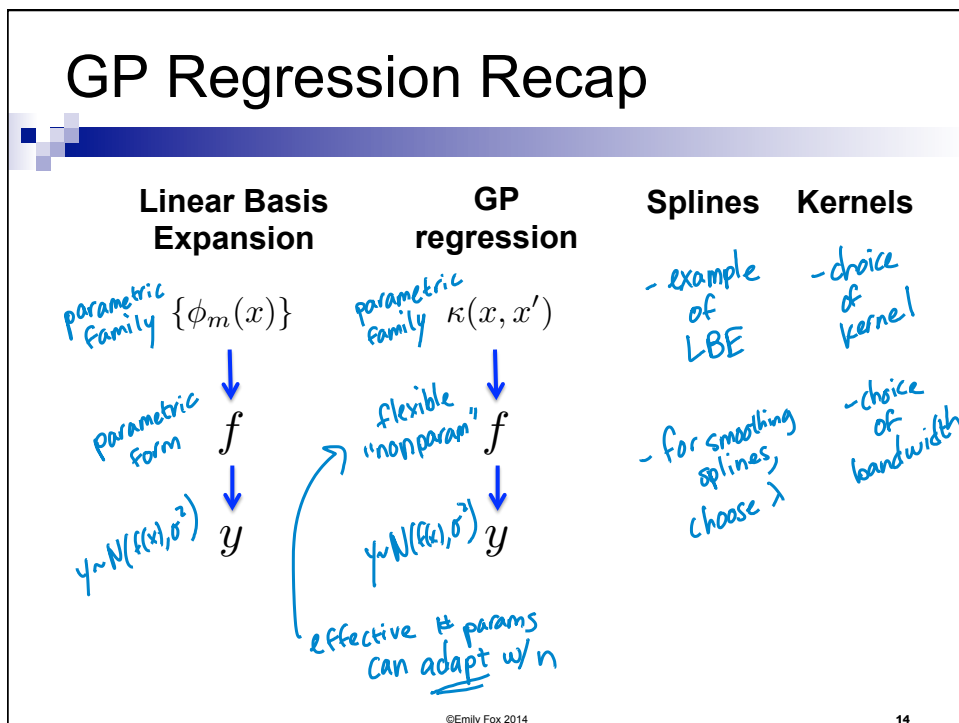 GP Regression Recap
Linear Basis
Expansion
parametric
family
{ϕ_m(x)}
parametric
form
f
y~N(f(x),σ²)
y
GP
regression
parametric
family
κ(x, x′)
flexible
"nonparam"
f
y~N(f(x),σ²)
y
effective # params
can adapt w/ n
Splines
- example
of
LBE
- for smoothing
splines,
choose λ
Kernels
- choice
of
kernel
- choice
of
bandwidth
©Emily Fox 2014
14